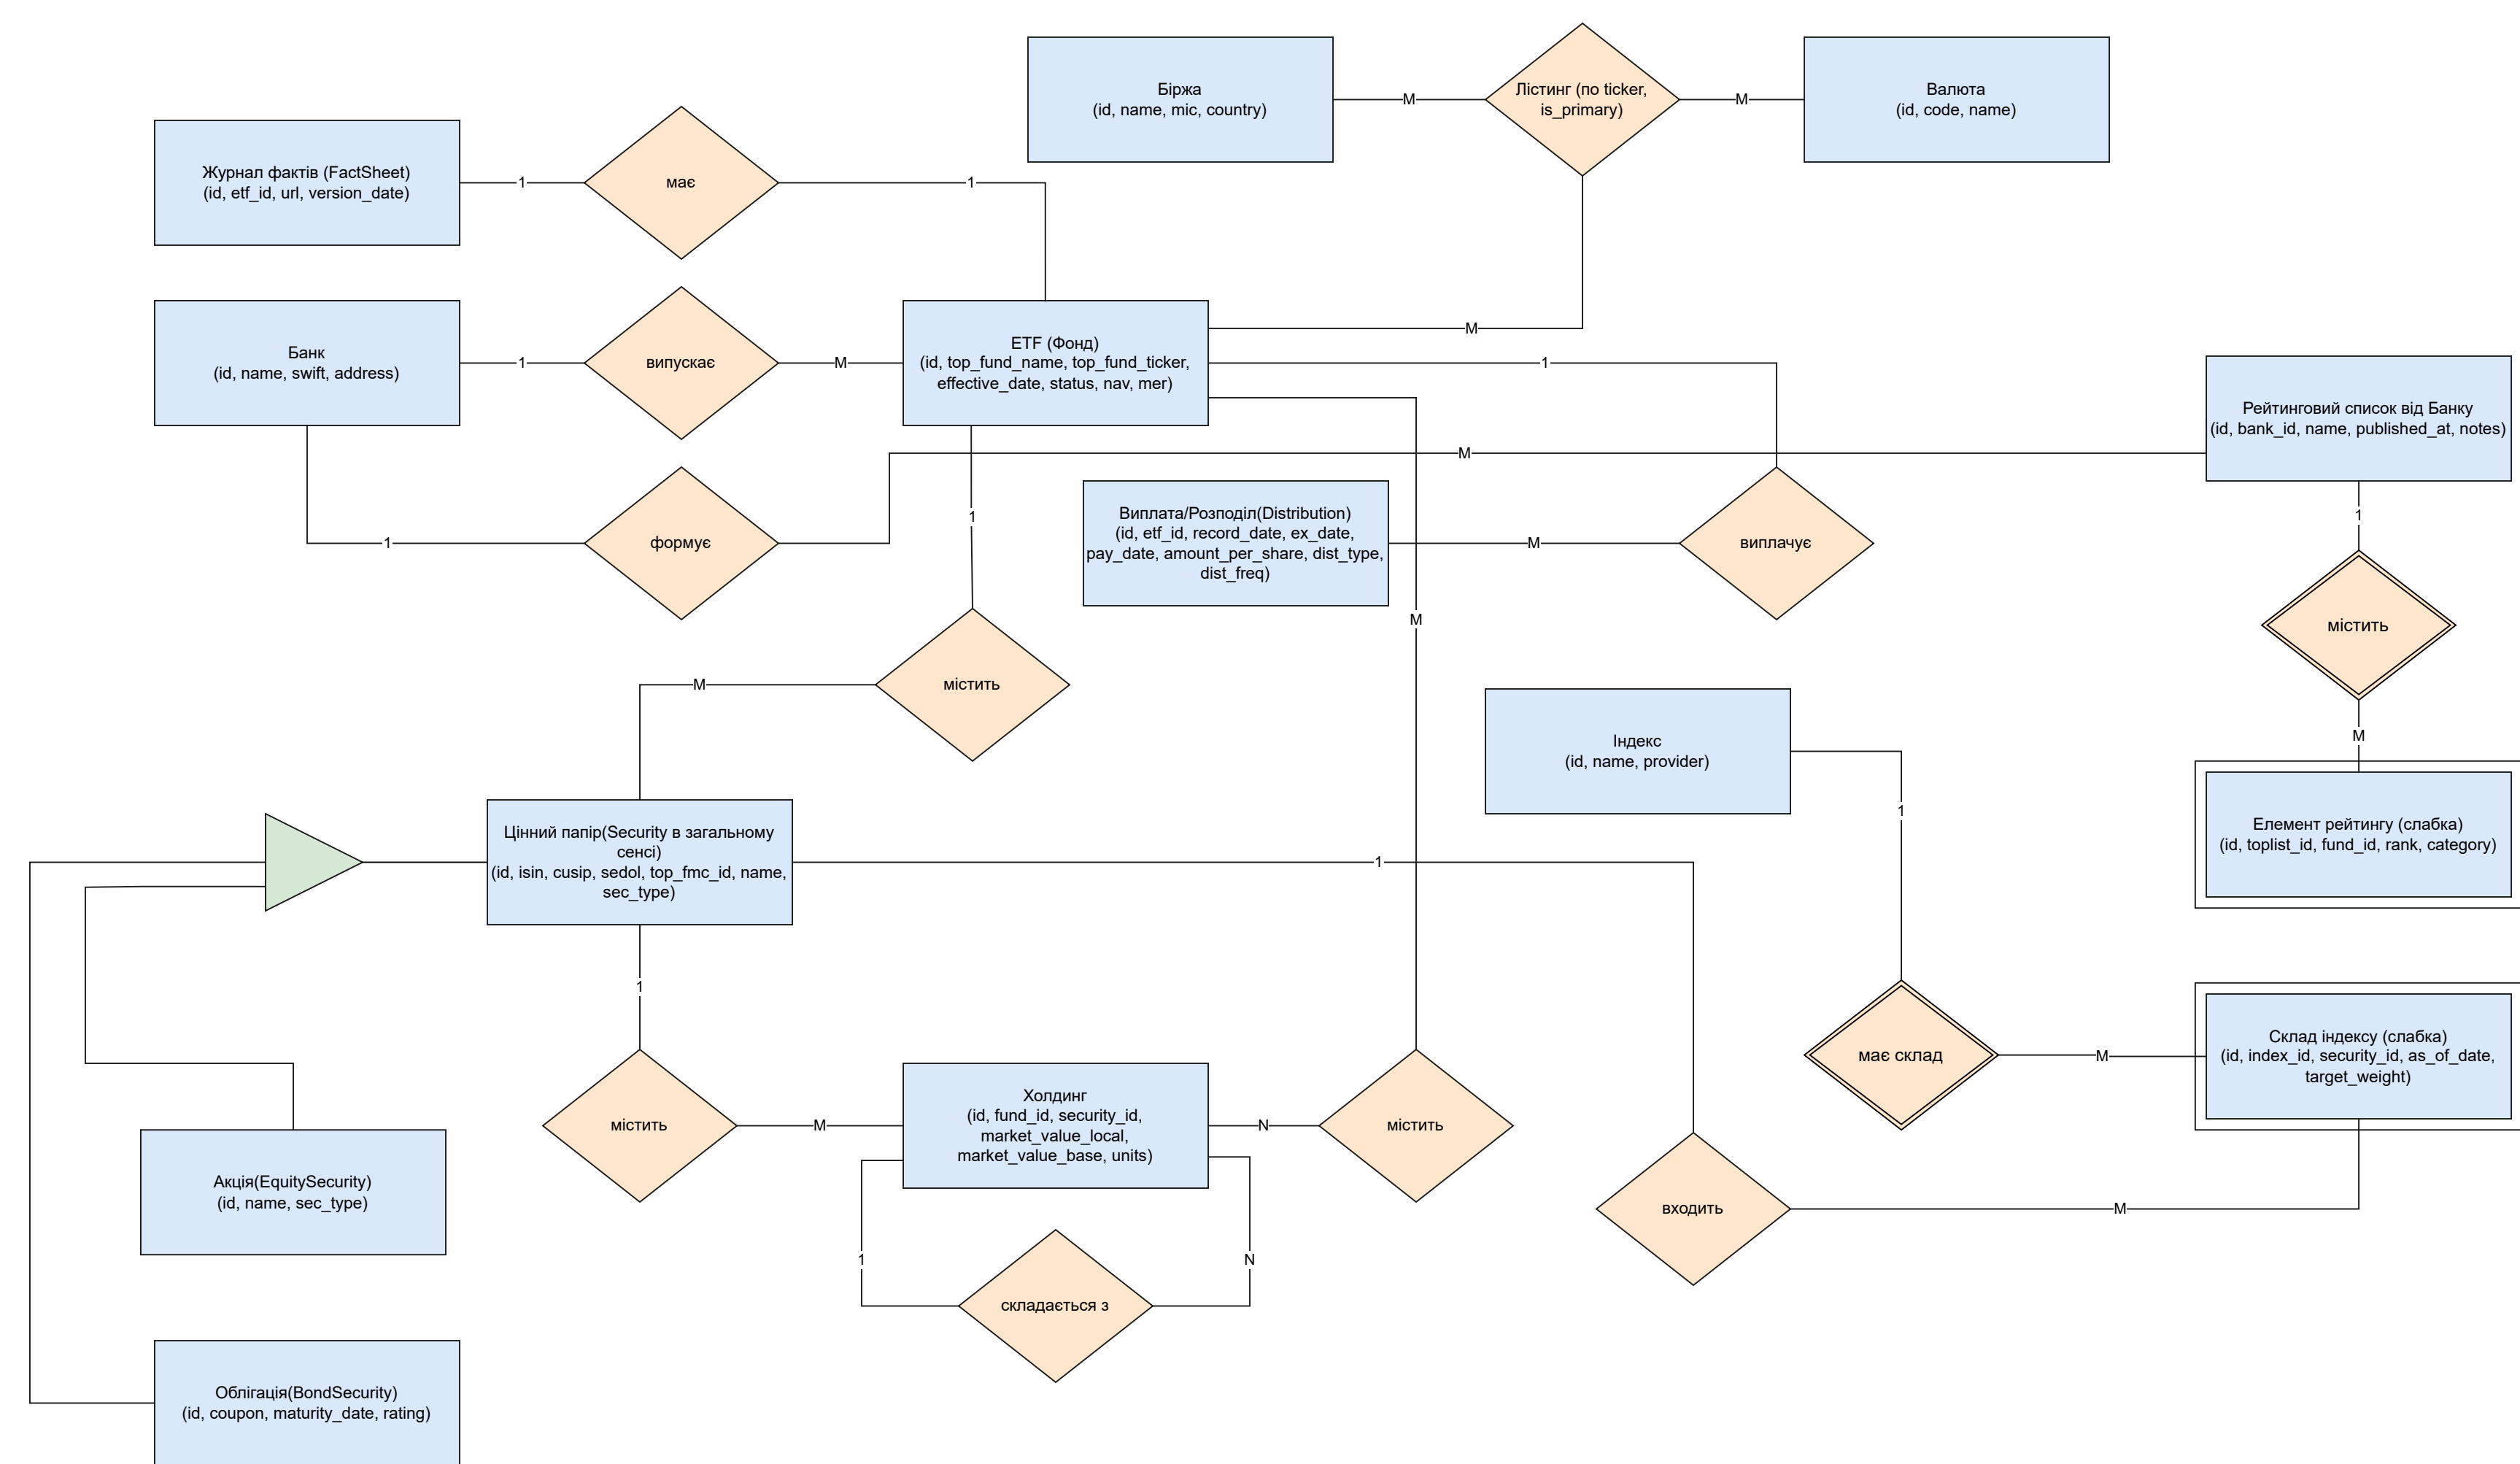 Біржа
(id, name, mic, country)
M
Лістинг (по ticker,
is_primary)
M
Валюта
(id, code, name)
Журнал фактів (FactSheet)
(id, etf_id, url, version_date)
1
має
1
M
Банк
(id, name, swift, address)
1
випускає
M
ETF (Фонд)
(id, top_fund_name, top_fund_ticker,
effective_date, status, nav, mer)
1
Рейтинговий список від Банку
(id, bank_id, name, published_at, notes)
M
1
формує
1
Виплата/Розподіл(Distribution)
(id, etf_id, record_date, ex_date,
pay_date, amount_per_share, dist_type,
dist_freq)
M
виплачує
1
M
містить
M
містить
M
Індекс
(id, name, provider)
1
Елемент рейтингу (слабка)
(id, toplist_id, fund_id, rank, category)
Цінний папір(Security в загальному
сенсі)
(id, isin, cusip, sedol, top_fmc_id, name,
sec_type)
1
1
має склад
M
Склад індексу (слабка)
(id, index_id, security_id, as_of_date,
target_weight)
містить
M
Холдинг
(id, fund_id, security_id,
market_value_local,
market_value_base, units)
N
містить
Акція(EquitySecurity)
(id, name, sec_type)
входить
M
1
складається з
N
Облігація(BondSecurity)
(id, coupon, maturity_date, rating)